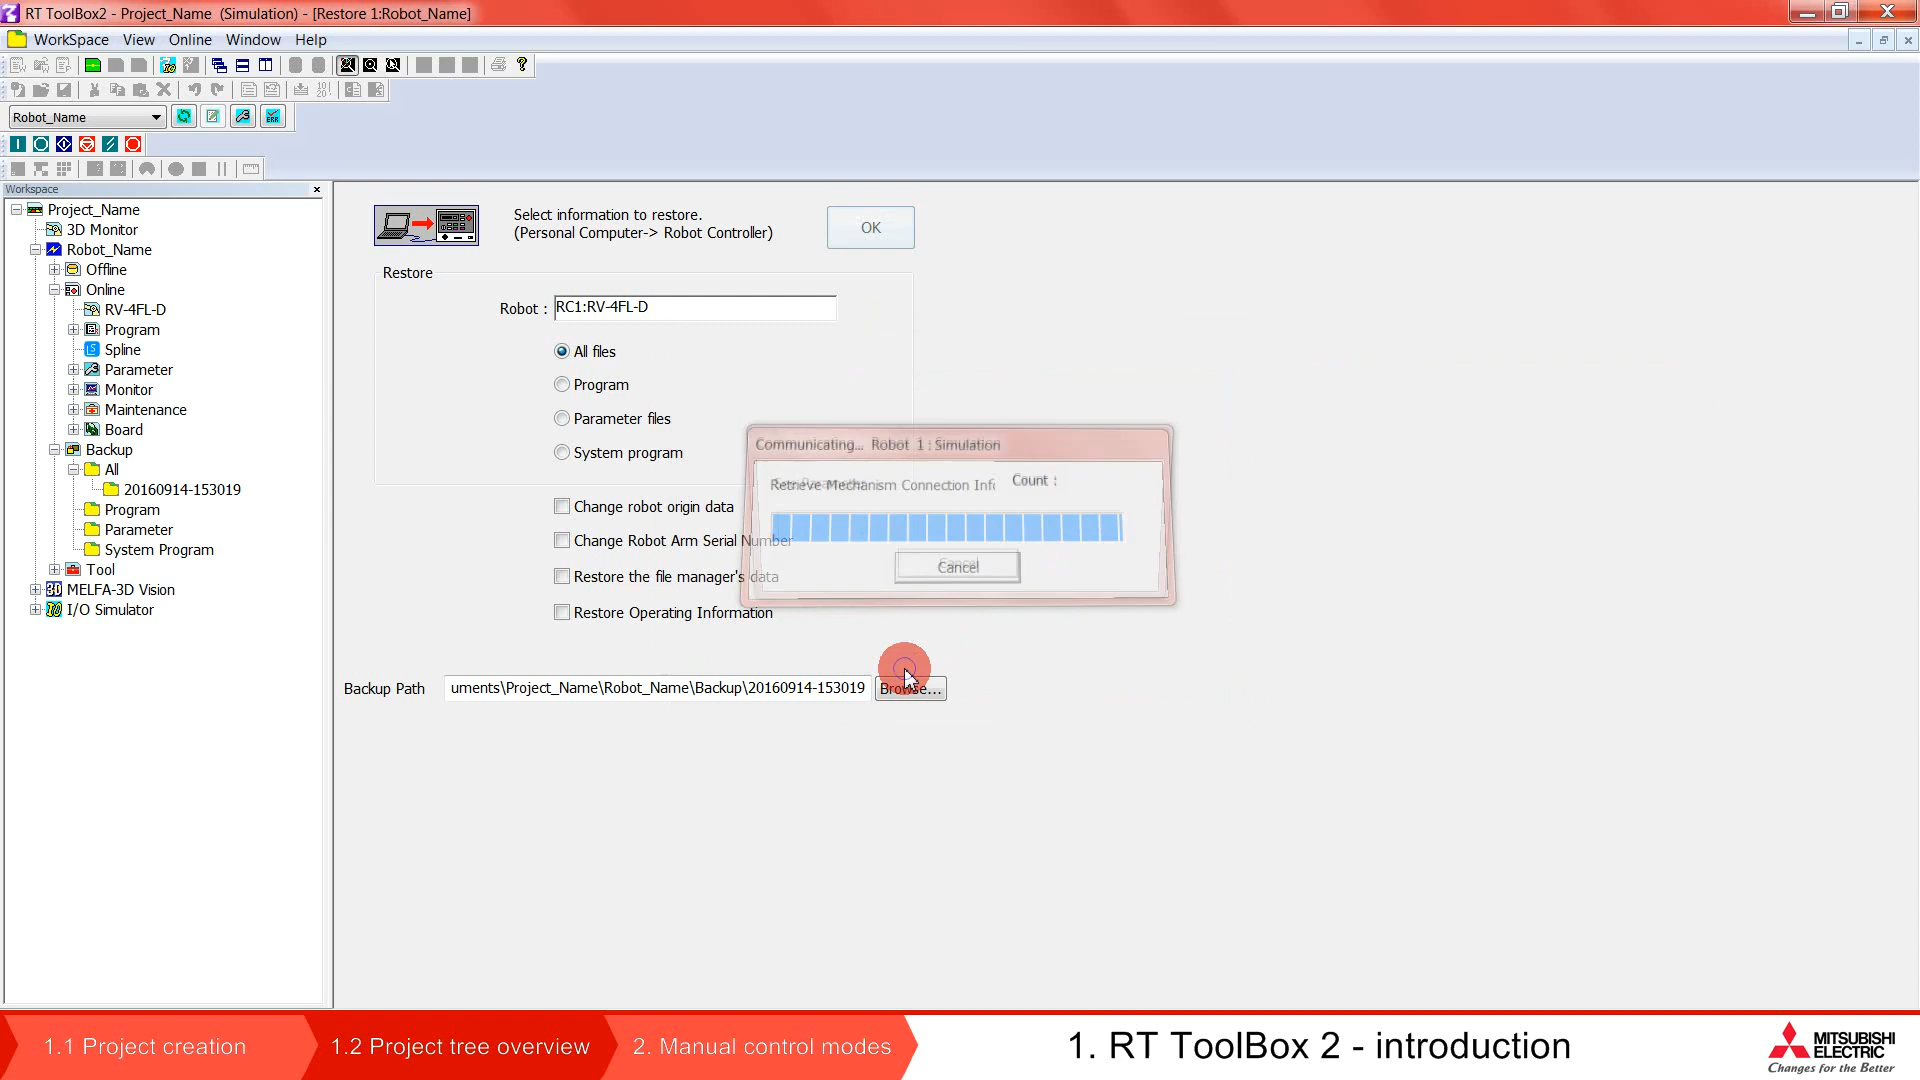 RT ToolBox2 - Project_Name (Simulation) - [Restore 1:Robot_Name]
WorkSpace View Online Window Help
Robot_Name
Workspace
Project_Name
3D Monitor
Robot_Name
Offline
Online
RV-4FL-D
Program
Spline
Parameter
Monitor
Maintenance
Board
Backup
All
20160914-153019
Program
Parameter
System Program
Tool
MELFA-3D Vision
I/O Simulator
Select information to restore.
(Personal Computer-> Robot Controller)
OK
Restore
Robot : RC1:RV-4FL-D
All files
Program
Parameter files
System program
Change robot origin data
Change Robot Arm Serial Number
Restore the file manager's data
Restore Operating Information
Communicating... Robot 1 : Simulation
Retrieve Mechanism Connection Inf
Count :
Cancel
Backup Path uments\Project_Name\Robot_Name\Backup\20160914-153019 Browse...
1.1 Project creation
1.2 Project tree overview
2. Manual control modes
1. RT ToolBox 2 - introduction
MITSUBISHI
ELECTRIC
Changes for the Better